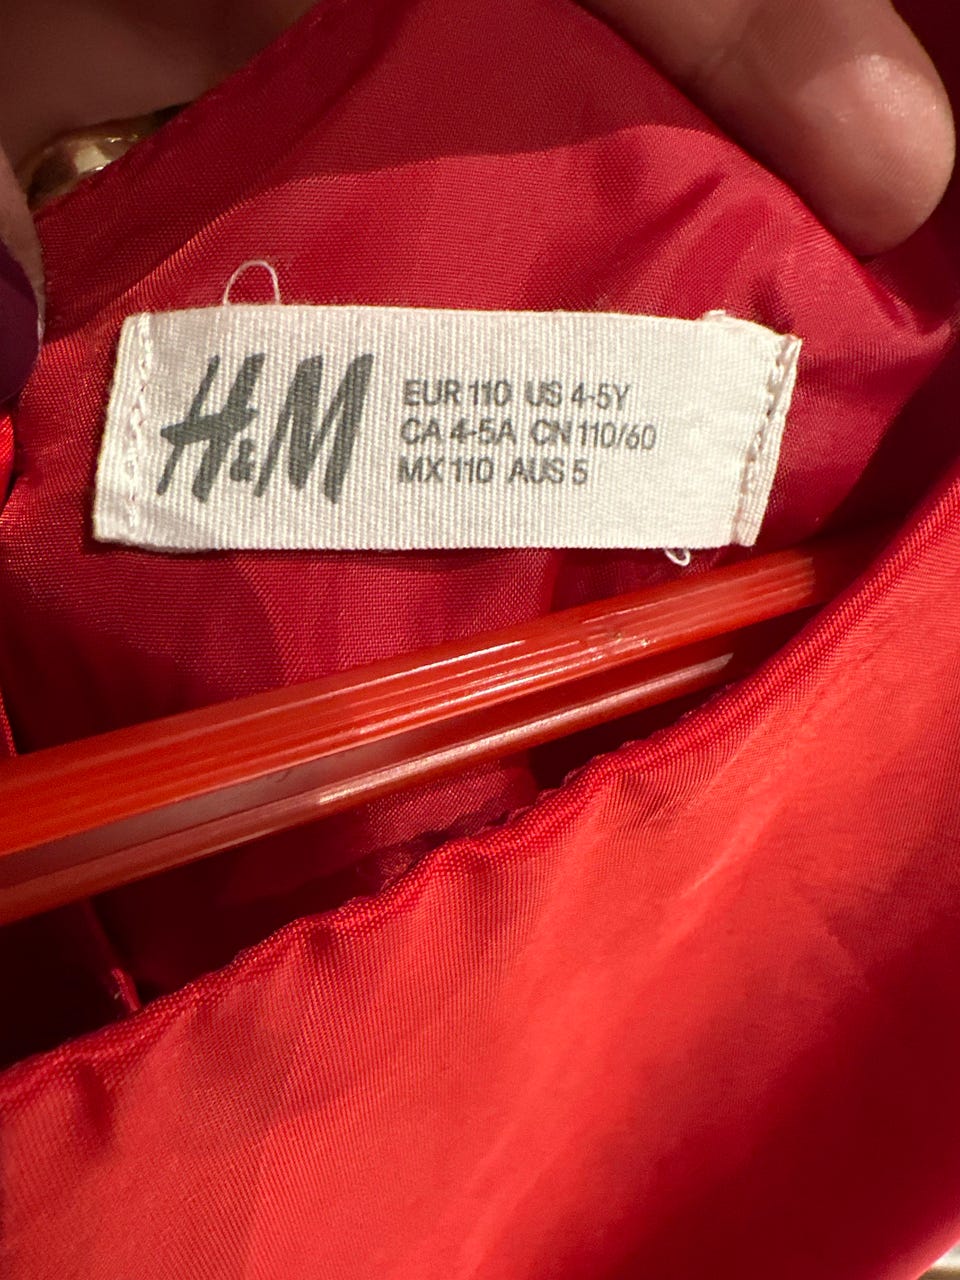 H&M
EUR 110 US 4-5Y
CA 4-5A CN 110/60
MX 110 AUS 5